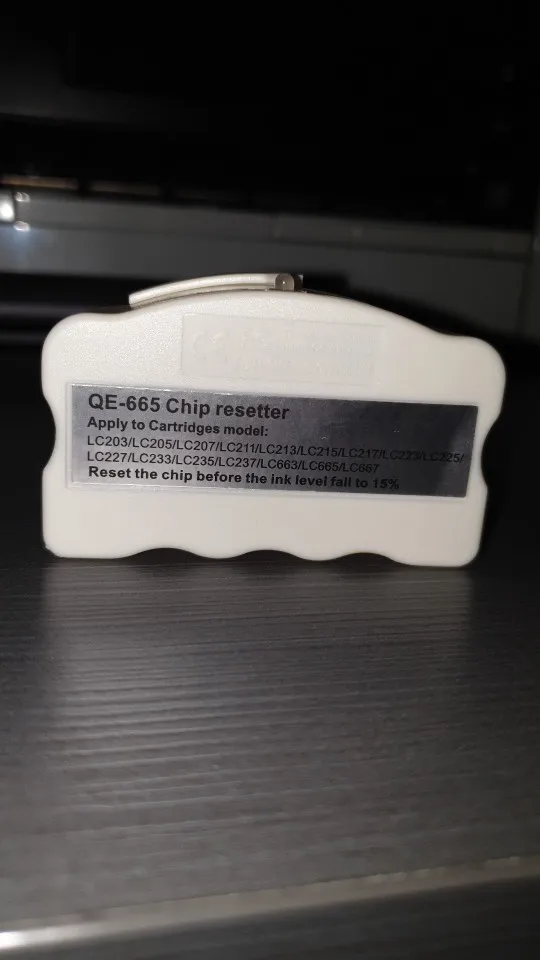 QE-665 Chip resetter
Apply to Cartridges model:
LC203/LC205/LC207/LC211/LC213/LC215/LC217/LC223/LC225/
LC227/LC233/LC235/LC237/LC663/LC665/LC667
Reset the chip before the ink level fall to 15%